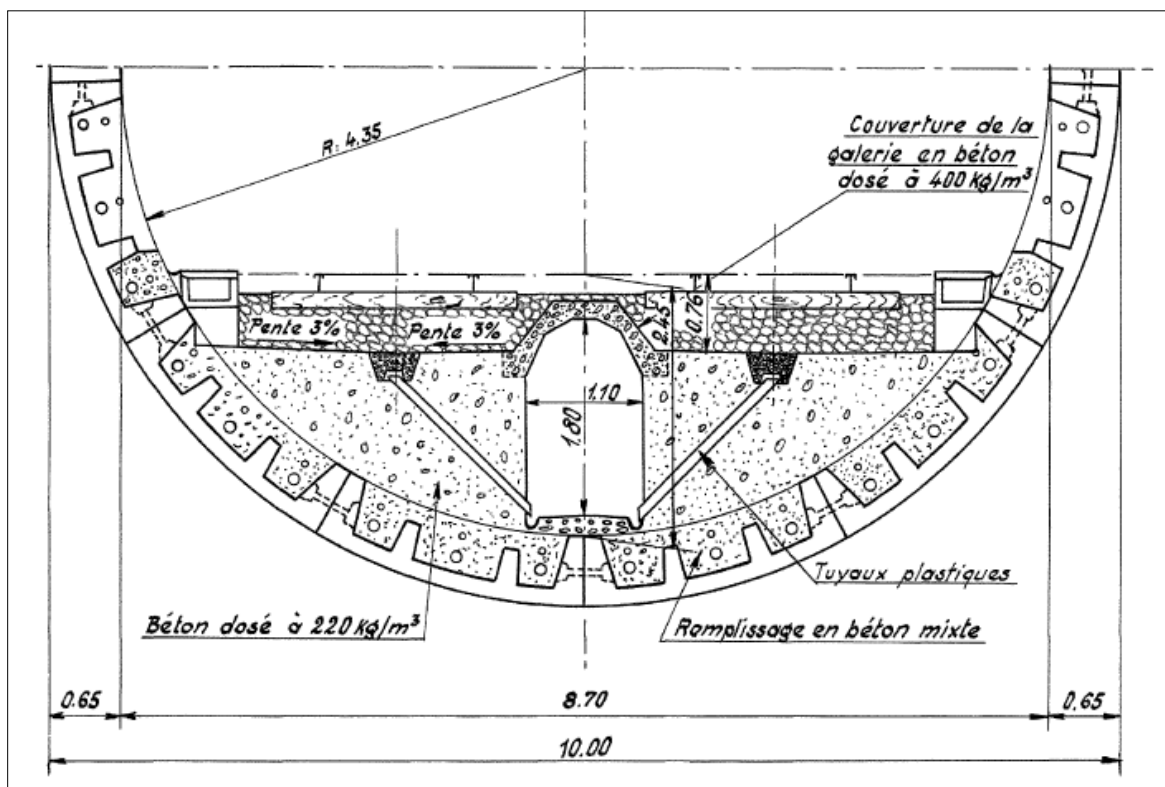 R: 4.35
Couverture de la
galerie en béton
dosé à 400 kg/m³
Pente 3%
Pente 3%
2.45
0.76
1.10
1.80
Tuyaux plastiques
Béton dosé à 220 kg/m³
Remplissage en béton mixte
0.65
8.70
0.65
10.00